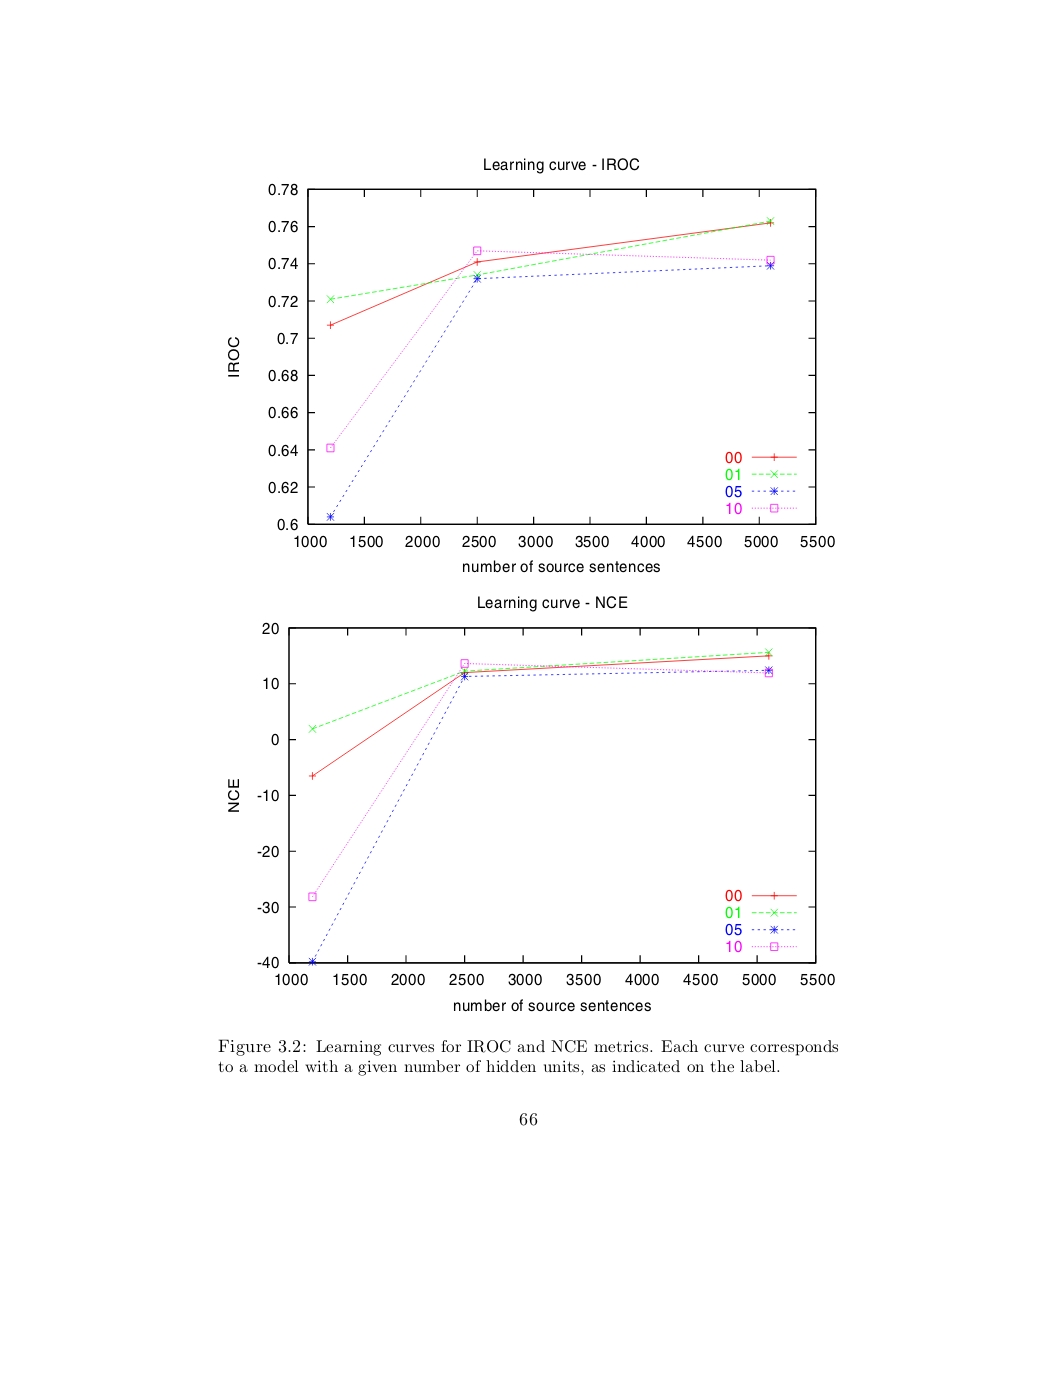 Learning curve - IROC
0.78
0.76
0.74
0.72
0.7
0.68
0.66
0.64
0.62
0.6
IROC
00
01
05
10
1000 1500 2000 2500 3000 3500 4000 4500 5000 5500
number of source sentences
Learning curve - NCE
20
10
0
-10
-20
-30
-40
NCE
00
01
05
10
1000 1500 2000 2500 3000 3500 4000 4500 5000 5500
number of source sentences
Figure 3.2: Learning curves for IROC and NCE metrics. Each curve corresponds
to a model with a given number of hidden units, as indicated on the label.
66